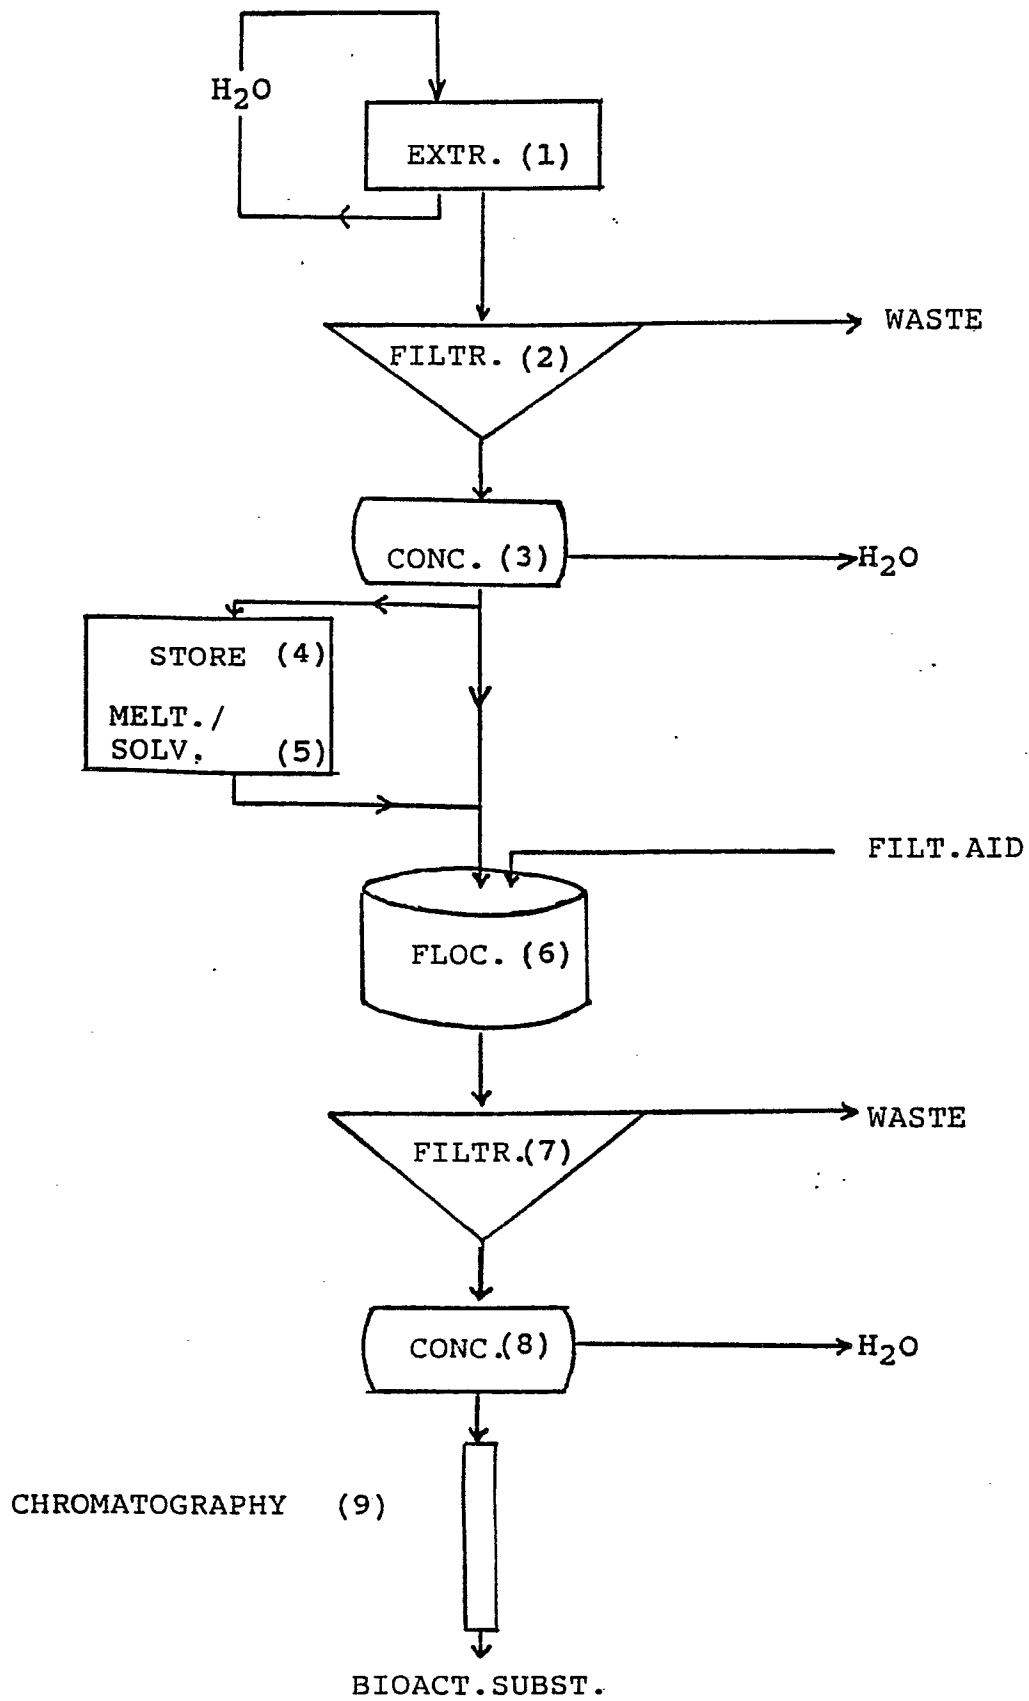 H₂O
EXTR. (1)
WASTE
FILTR. (2)
CONC. (3)
H₂O
STORE (4)
MELT./
SOLV. (5)
FILT.AID
FLOC. (6)
WASTE
FILTR.(7)
CONC.(8)
H₂O
CHROMATOGRAPHY (9)
BIOACT.SUBST.